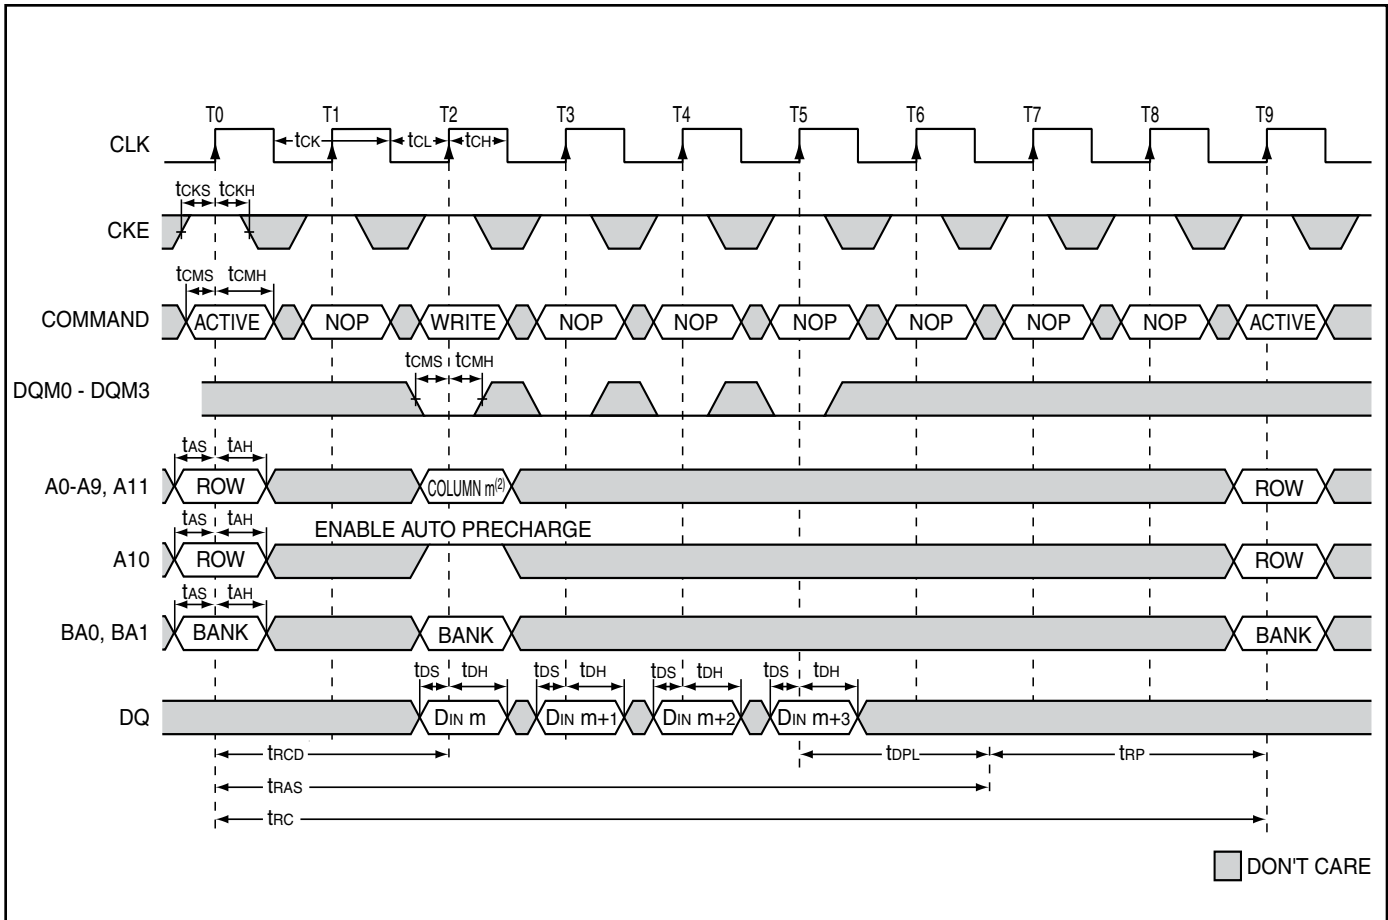 T0 T1 T2 T3 T4 T5 T6 T7 T8 T9
CLK tCK tCL tCH
tCKS tCKH
CKE
tCMS tCMH
COMMAND ACTIVE NOP WRITE NOP NOP NOP NOP NOP NOP ACTIVE
tCMS tCMH
DQM0 - DQM3
tAS tAH
A0-A9, A11 ROW COLUMN m(2) ROW
tAS tAH ENABLE AUTO PRECHARGE
A10 ROW ROW
tAS tAH
BA0, BA1 BANK BANK BANK
tDS tDH tDS tDH tDS tDH tDS tDH
DQ DIN m DIN m+1 DIN m+2 DIN m+3
tRCD tDPL tRP
tRAS
tRC
DON'T CARE